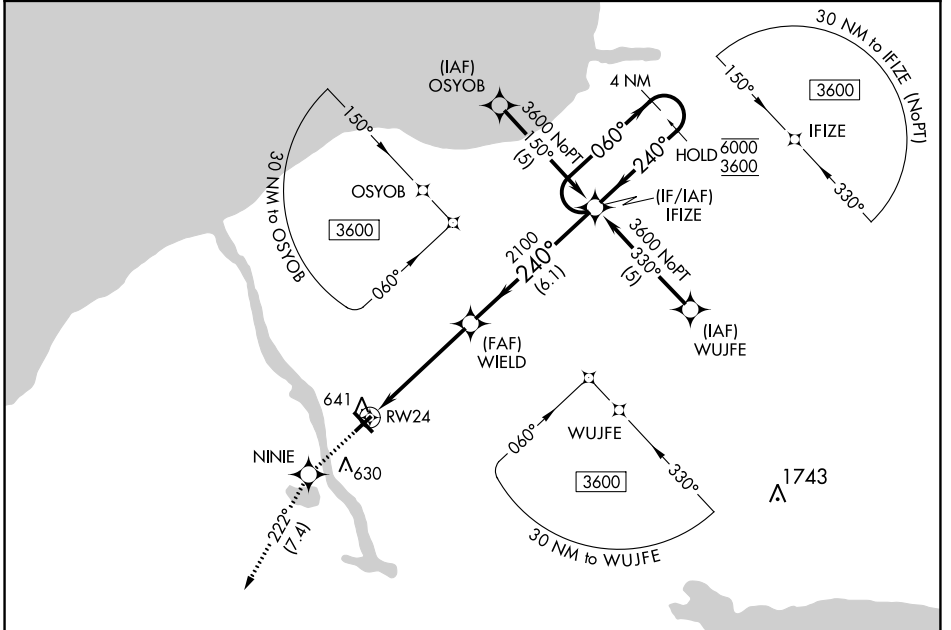 (IAF)
OSYOB
3600 NoPT
150°
(5)
4 NM
060°
240°
HOLD
6000
3600
(IF/IAF)
IFIZE
30 NM to IFIZE (NoPT)
150°
3600
IFIZE
330°
150°
OSYOB
3600
060°
30 NM to OSYOB
2100
240°
(6.1)
3600 NoPT
330°
(5)
(IAF)
WUJFE
(FAF)
WIELD
641
RW24
630
NINIE
222°
(7.4)
060°
WUJFE
3600
330°
30 NM to WUJFE
1743